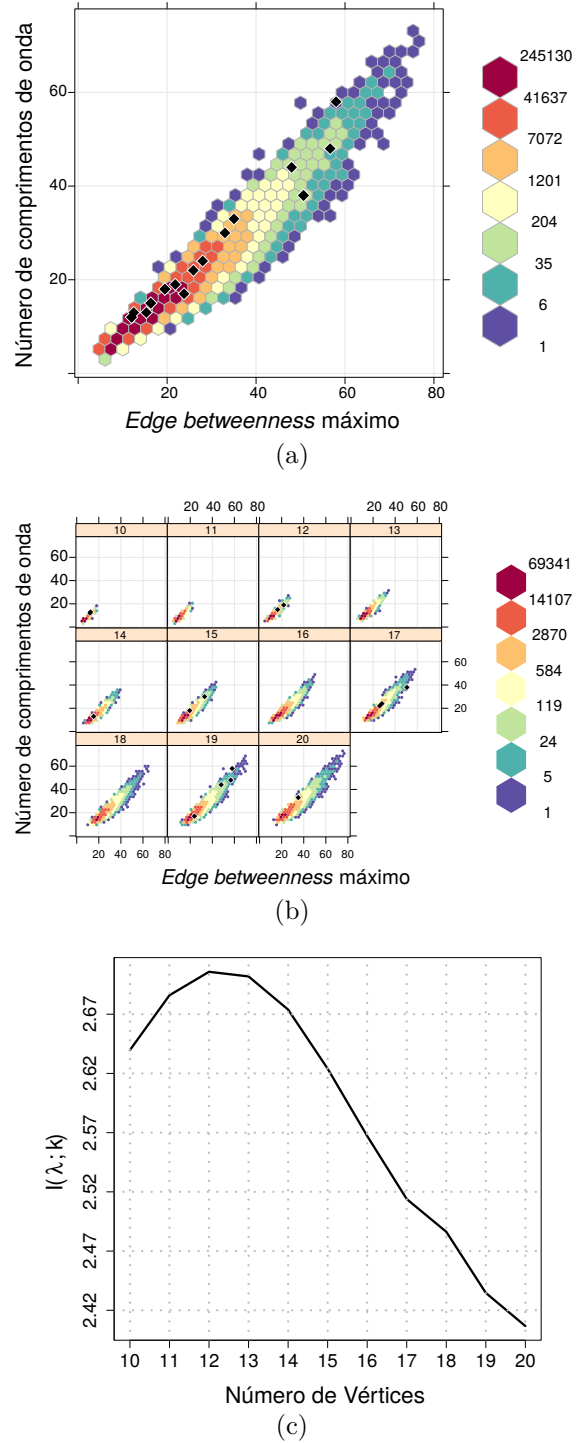 Número de comprimentos de onda
60
40
20
20 40 60 80
Edge betweenness máximo
245130
41637
7072
1201
204
35
6
1
(a)
20 40 60 80 20 40 60 80
10 11 12 13
60
40
20
14 15 16 17
60
40
20
18 19 20
60
40
20
20 40 60 80 20 40 60 80
Número de comprimentos de onda
Edge betweenness máximo
69341
14107
2870
584
119
24
5
1
(b)
I(λ; k)
2.67
2.62
2.57
2.52
2.47
2.42
10 11 12 13 14 15 16 17 18 19 20
Número de Vértices
(c)